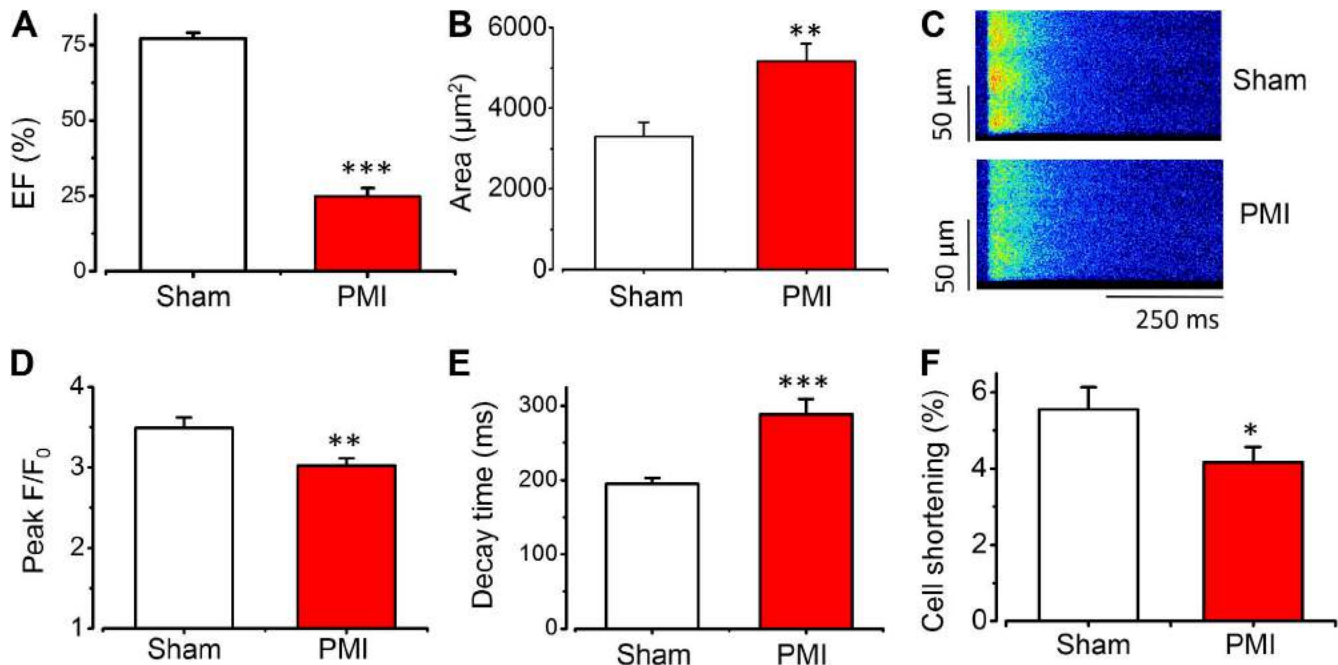 A
EF (%)
75
50
25
0
***
Sham PMI
B
Area (µm²)
6000
4000
2000
0
**
Sham PMI
C
50 µm
Sham
50 µm
PMI
250 ms
D
Peak F/F₀
4
3
2
1
**
Sham PMI
E
Decay time (ms)
300
200
100
0
***
Sham PMI
F
Cell shortening (%)
6
4
2
0
*
Sham PMI